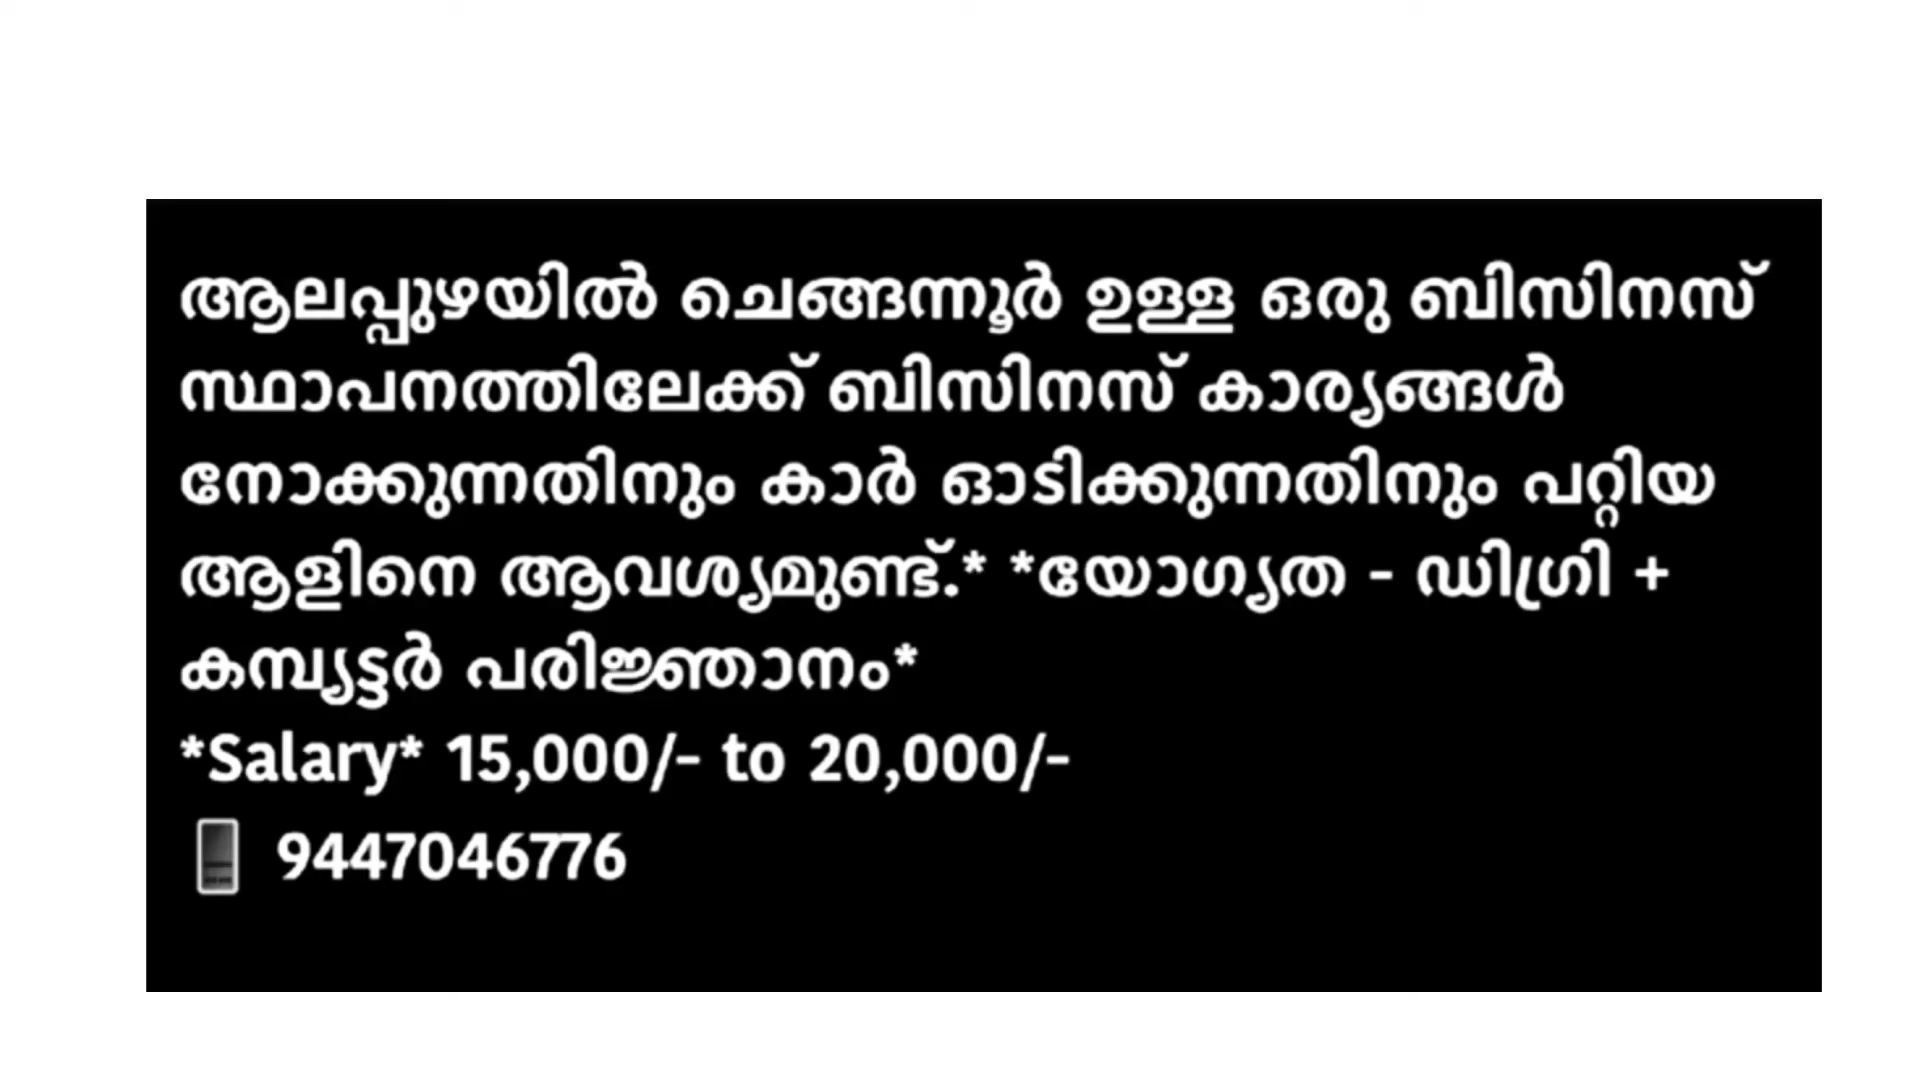 ആലപ്പുഴയിൽ ചെങ്ങന്നൂർ ഉള്ള ഒരു ബിസിനസ്
സ്ഥാപനത്തിലേക്ക് ബിസിനസ് കാര്യങ്ങൾ
നോക്കുന്നതിനും കാർ ഓടിക്കുന്നതിനും പറ്റിയ
ആളിനെ ആവശ്യമുണ്ട്.* *യോഗ്യത - ഡിഗ്രി +
കമ്പ്യട്ടർ പരിജ്ഞാനം*
*Salary* 15,000/- to 20,000/-
9447046776